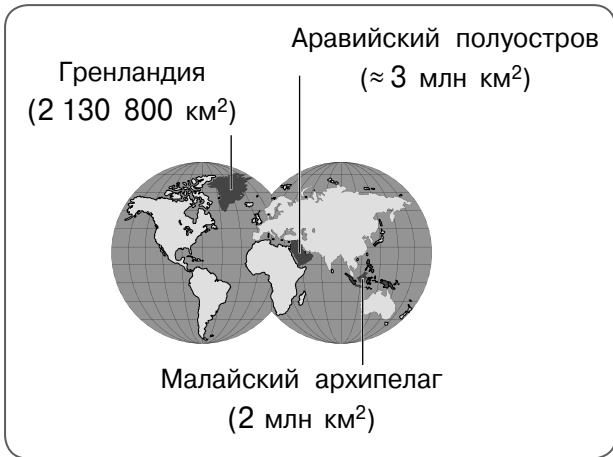 Аравийский полуостров
(≈ 3 млн км²)
Гренландия
(2 130 800 км²)
Малайский архипелаг
(2 млн км²)